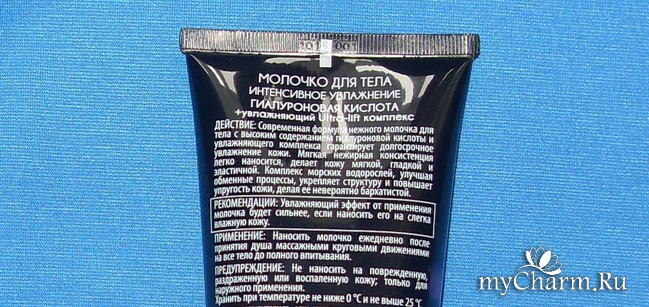 МОЛОЧКО ДЛЯ ТЕЛА
ИНТЕНСИВНОЕ УВЛАЖНЕНИЕ
ГИАЛУРОНОВАЯ КИСЛОТА
+увлажняющий Ultra-lift комплекс
ДЕЙСТВИЕ: Современная формула нежного молочка для
тела с высоким содержанием гиалуроновой кислоты и
увлажняющего комплекса гарантирует долгосрочное
увлажнение кожи. Мягкая нежирная консистенция
легко наносится, делает кожу мягкой, гладкой и
эластичной. Комплекс морских водорослей, улучшая
обменные процессы, укрепляет структуру и повышает
упругость кожи, делая её невероятно бархатистой.
РЕКОМЕНДАЦИИ: Увлажняющий эффект от применения
молочка будет сильнее, если наносить его на слегка
влажную кожу.
ПРИМЕНЕНИЕ: Наносить молочко ежедневно после
принятия душа массажными круговыми движениями
на все тело до полного впитывания.
ПРЕДУПРЕЖДЕНИЕ: Не наносить на поврежденную,
раздраженную или воспаленную кожу; только для
наружного применения.
Хранить при температуре не ниже 0°С и не выше 25°С
myCharm.Ru